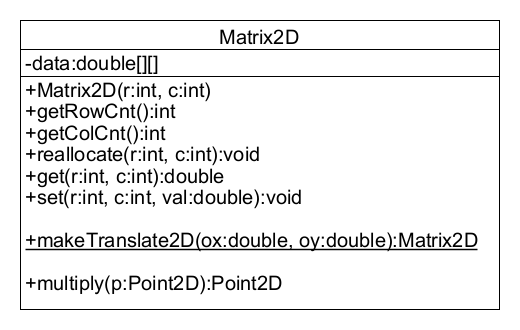 Matrix2D
-data:double[][]
+Matrix2D(r:int, c:int)
+getRowCnt():int
+getColCnt():int
+reallocate(r:int, c:int):void
+get(r:int, c:int):double
+set(r:int, c:int, val:double):void
+makeTranslate2D(ox:double, oy:double):Matrix2D
+multiply(p:Point2D):Point2D